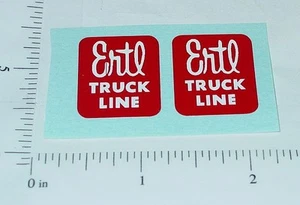 Ertl
TRUCK
LINE
Ertl
TRUCK
LINE
5
0 in
1
2